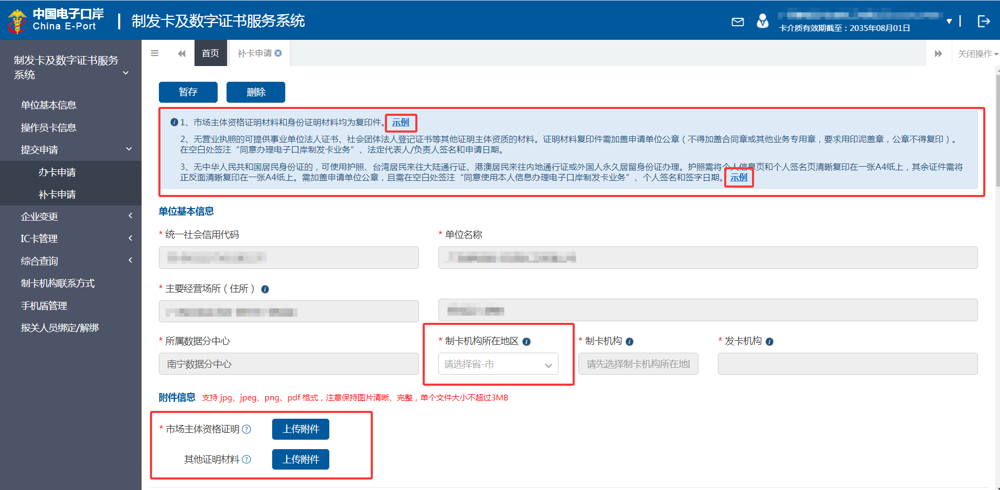 中国电子口岸
China E-Port
制发卡及数字证书服务系统
卡介质有效期截至：2035年08月01日
制发卡及数字证书服务
系统
单位基本信息
操作员卡信息
提交申请
办卡申请
补卡申请
企业变更
IC卡管理
综合查询
制卡机构联系方式
手机盾管理
报关人员绑定/解绑
首页
补卡申请
关闭操作
暂存
删除
1、市场主体资格证明材料和身份证明材料均为复印件。 示例
2、无营业执照的可提供事业单位法人证书、社会团体法人登记证书等其他证明主体资质的材料。证明材料复印件需加盖申请单位公章（不得加盖合同章或其他业务专用章，要求用印泥盖章，公章不得复印）。
在空白处签注“同意办理电子口岸制发卡业务”、法定代表人/负责人签名和申请日期。
3、无中华人民共和国居民身份证的，可使用护照、台湾居民来往大陆通行证、港澳居民来往内地通行证或外国人永久居留身份证办理。护照需将个人信息页和个人签名页清晰复印在一张A4纸上，其余证件需将
正反面清晰复印在一张A4纸上。需加盖申请单位公章，且需在空白处签注“同意使用本人信息办理电子口岸制发卡业务”、个人签名和签字日期。 示例
单位基本信息
* 统一社会信用代码
* 单位名称
* 主要经营场所（住所）
* 所属数据分中心
* 制卡机构所在地区
* 制卡机构
* 发卡机构
南宁数据分中心
请选择省-市
请先选择制卡机构所在地
附件信息 支持 jpg、jpeg、png、pdf 格式，注意保持图片清晰、完整，单个文件大小不超过3MB
* 市场主体资格证明 ? 上传附件
其他证明材料 ? 上传附件